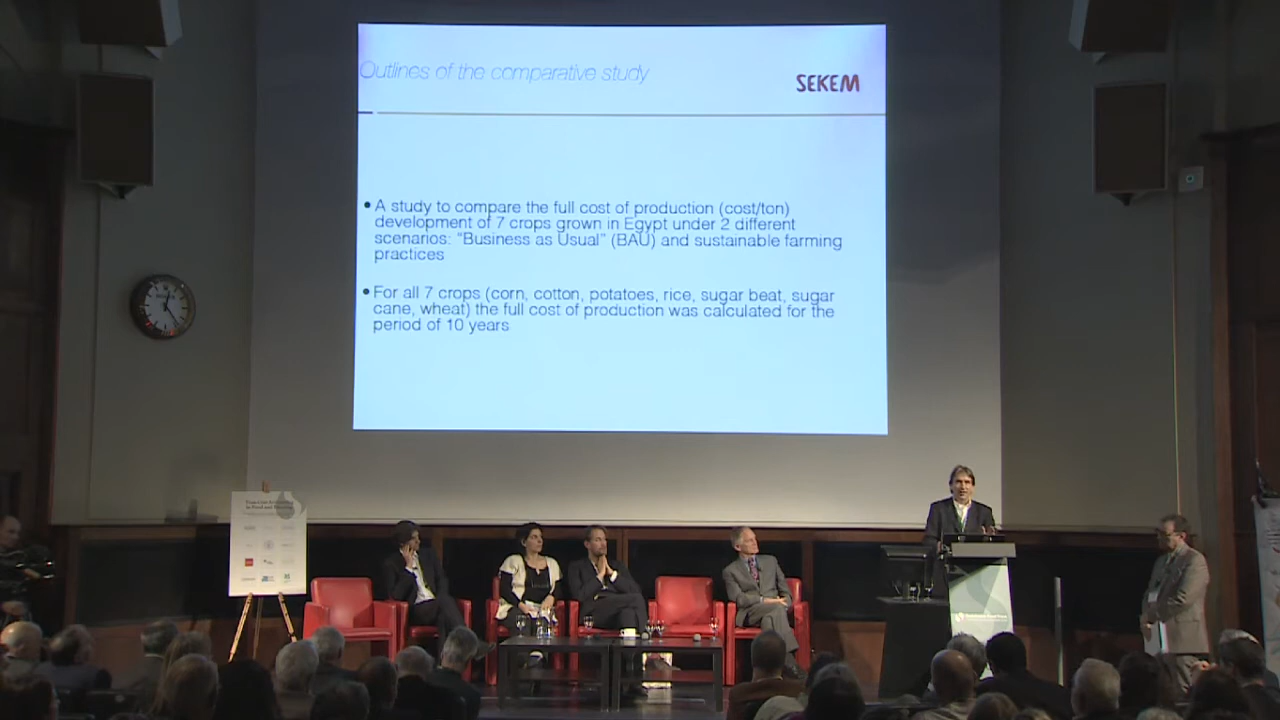 Outlines of the comparative study
SEKEM
• A study to compare the full cost of production (cost/ton)
development of 7 crops grown in Egypt under 2 different
scenarios: “Business as Usual” (BAU) and sustainable farming
practices
• For all 7 crops (corn, cotton, potatoes, rice, sugar beat, sugar
cane, wheat) the full cost of production was calculated for the
period of 10 years